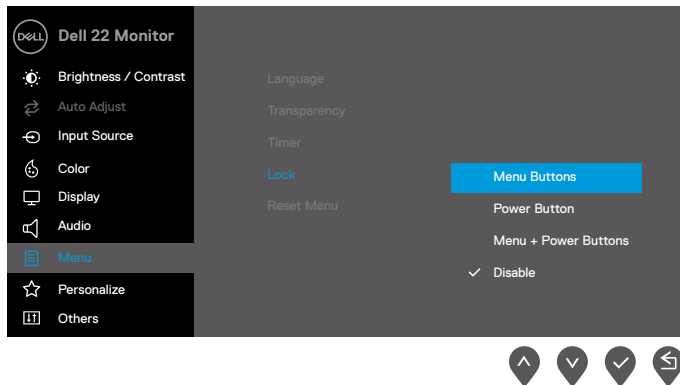 DELL Dell 22 Monitor
Brightness / Contrast
Auto Adjust
Input Source
Color
Display
Audio
Menu
Personalize
Others
Language
Transparency
Timer
Lock
Reset Menu
Menu Buttons
Power Button
Menu + Power Buttons
Disable